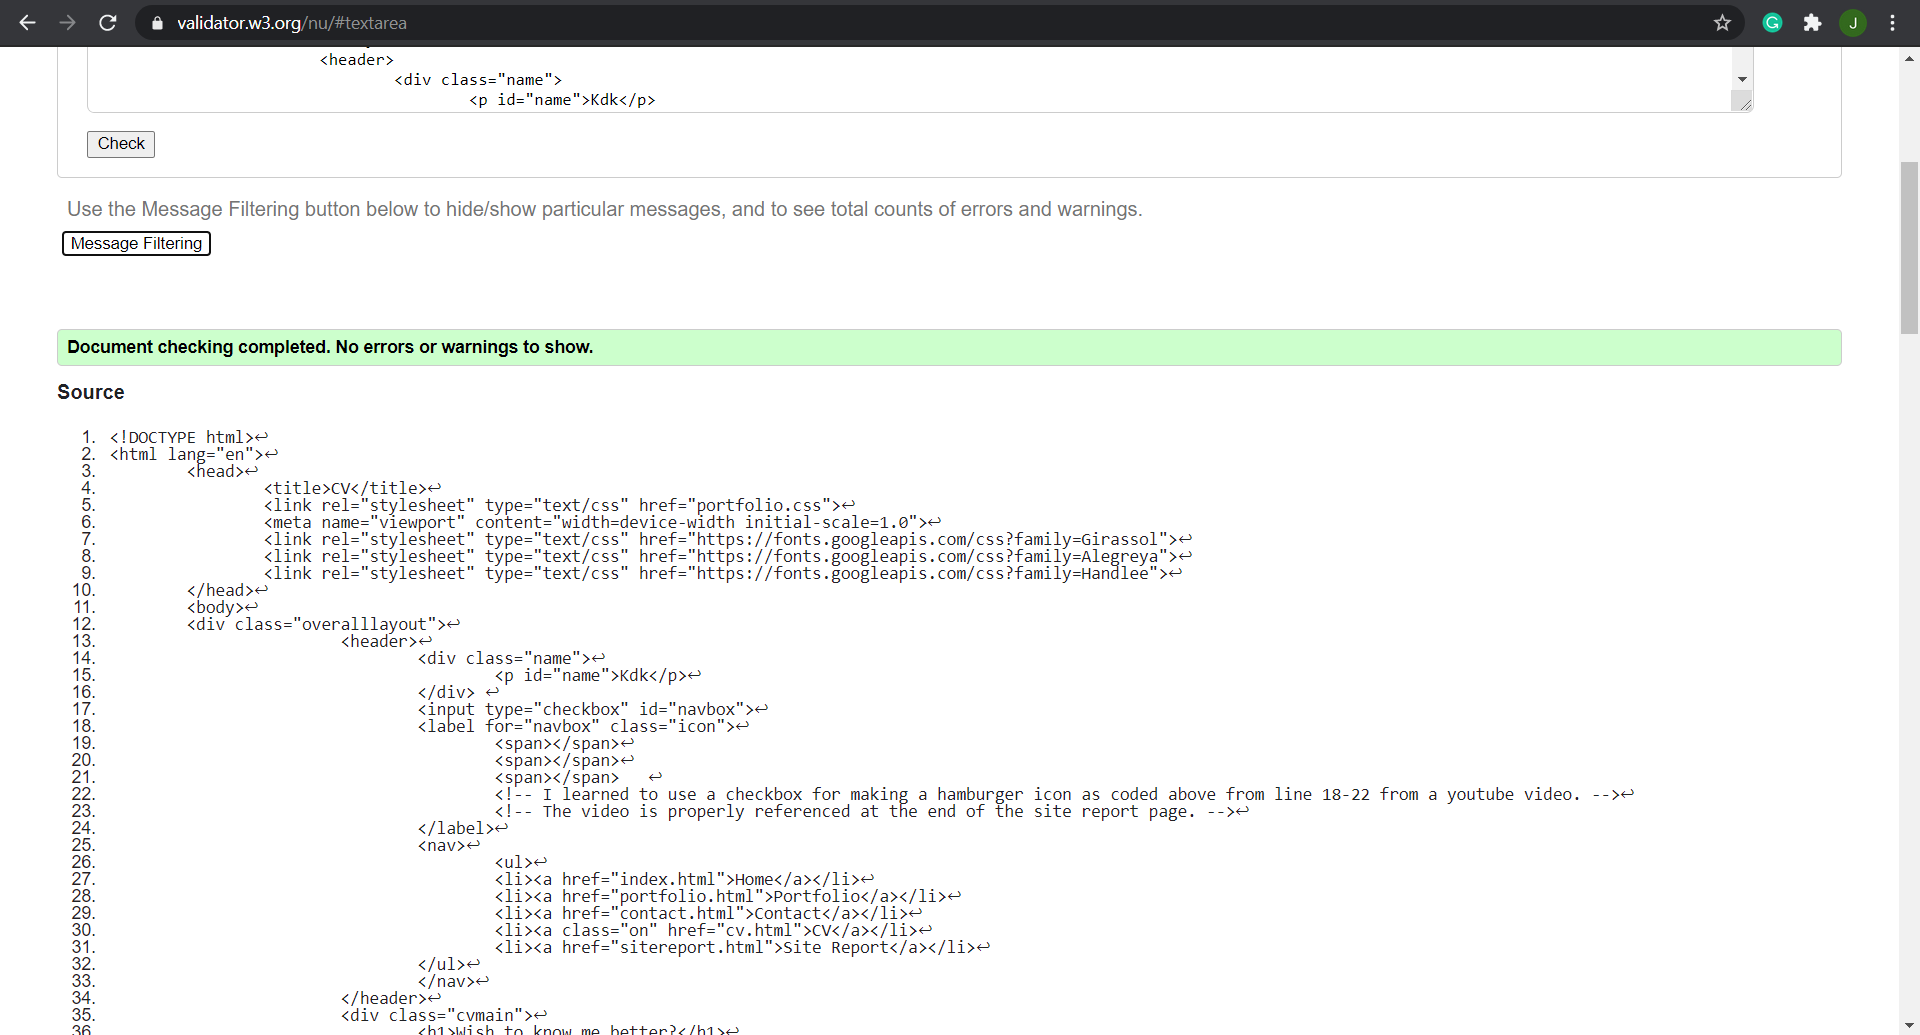 validator.w3.org/nu/#textarea
J
<header>
<div class="name">
<p id="name">Kdk</p>
Check
Use the Message Filtering button below to hide/show particular messages, and to see total counts of errors and warnings.
Message Filtering
Document checking completed. No errors or warnings to show.
Source
1. <!DOCTYPE html>↩
2. <html lang="en">↩
3. <head>↩
4. <title>CV</title>↩
5. <link rel="stylesheet" type="text/css" href="portfolio.css">↩
6. <meta name="viewport" content="width=device-width initial-scale=1.0">↩
7. <link rel="stylesheet" type="text/css" href="https://fonts.googleapis.com/css?family=Girassol">↩
8. <link rel="stylesheet" type="text/css" href="https://fonts.googleapis.com/css?family=Alegreya">↩
9. <link rel="stylesheet" type="text/css" href="https://fonts.googleapis.com/css?family=Handlee">↩
10. </head>↩
11. <body>↩
12. <div class="overalllayout">↩
13. <header>↩
14. <div class="name">↩
15. <p id="name">Kdk</p>↩
16. </div> ↩
17. <input type="checkbox" id="navbox">↩
18. <label for="navbox" class="icon">↩
19. <span></span>↩
20. <span></span>↩
21. <span></span> ↩
22. <!-- I learned to use a checkbox for making a hamburger icon as coded above from line 18-22 from a youtube video. -->↩
23. <!-- The video is properly referenced at the end of the site report page. -->↩
24. </label>↩
25. <nav>↩
26. <ul>↩
27. <li><a href="index.html">Home</a></li>↩
28. <li><a href="portfolio.html">Portfolio</a></li>↩
29. <li><a href="contact.html">Contact</a></li>↩
30. <li><a class="on" href="cv.html">CV</a></li>↩
31. <li><a href="sitereport.html">Site Report</a></li>↩
32. </ul>↩
33. </nav>↩
34. </header>↩
35. <div class="cvmain">↩
36. <h1>Wish to know me better?</h1>↩